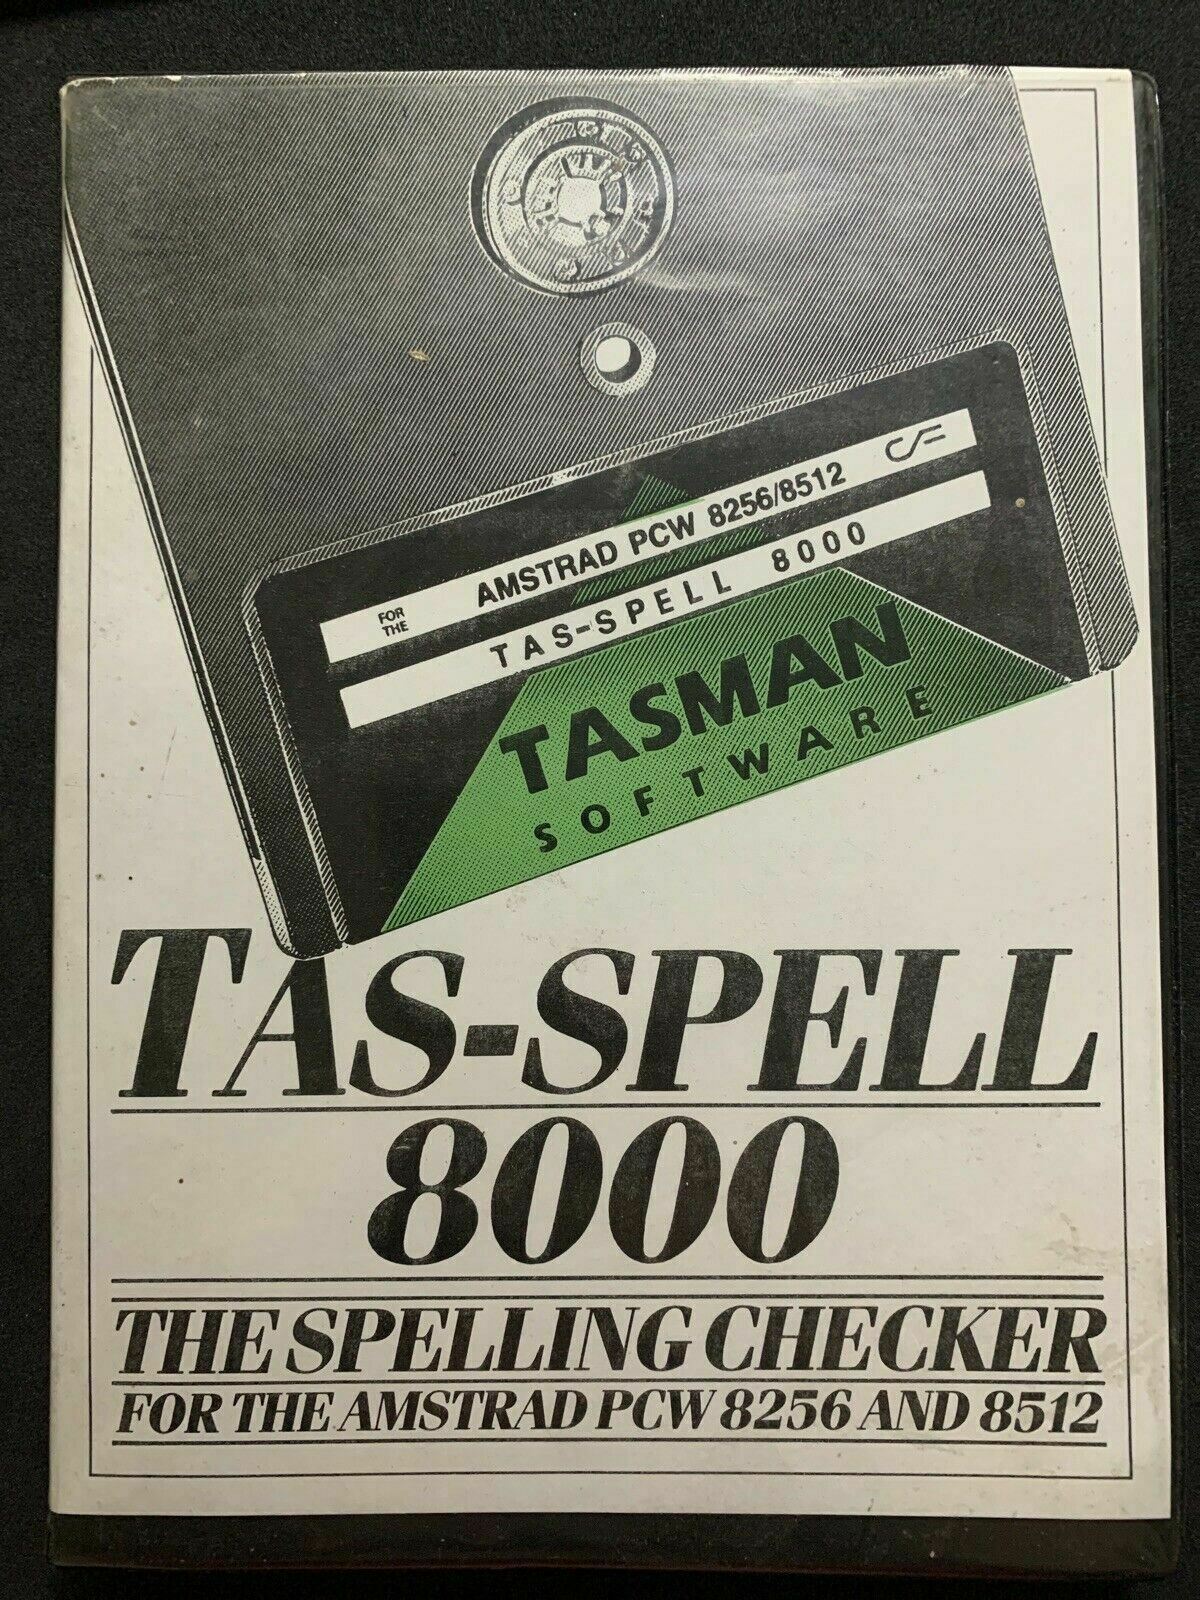 FOR THE AMSTRAD PCW 8256/8512
TAS-SPELL 8000
TASMAN
SOFTWARE
TAS-SPELL
8000
THE SPELLING CHECKER
FOR THE AMSTRAD PCW 8256 AND 8512